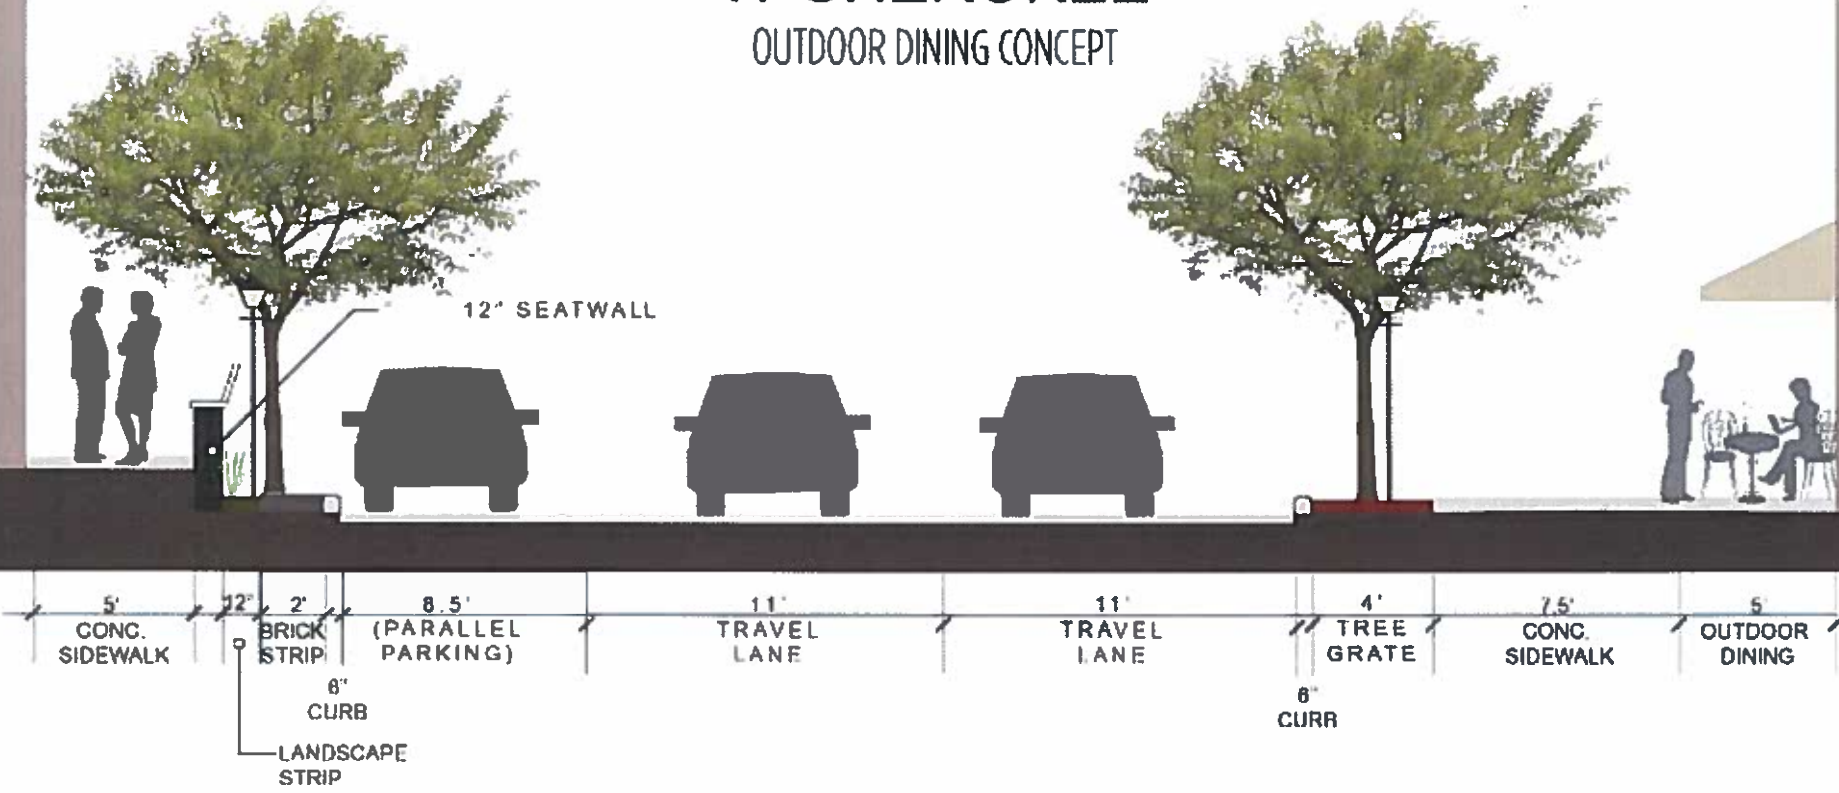 OUTDOOR DINING CONCEPT
12" SEATWALL
5'
12"
2'
8.5'
11'
11'
4'
7.5'
5'
CONC.
SIDEWALK
BRICK
STRIP
(PARALLEL
PARKING)
TRAVEL
LANE
TRAVEL
LANE
TREE
GRATE
CONC.
SIDEWALK
OUTDOOR
DINING
6"
CURB
6"
CURB
LANDSCAPE
STRIP